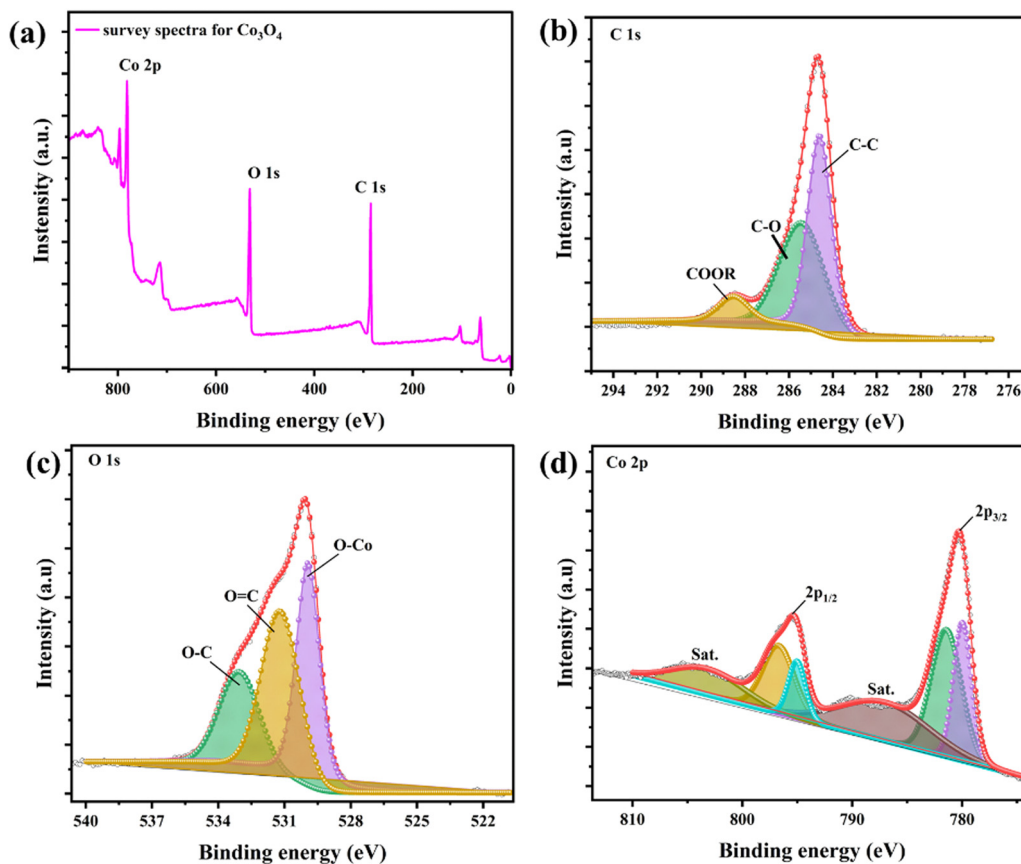 (a)
survey spectra for Co₃O₄
Co 2p
O 1s
C 1s
Instensity (a.u.)
800 600 400 200 0
Binding energy (eV)
(b)
C 1s
C-C
C-O
COOR
Intensity (a.u)
294 292 290 288 286 284 282 280 278 276
Binding energy (eV)
(c)
O 1s
O-Co
O=C
O-C
Intensity (a.u)
540 537 534 531 528 525 522
Binding energy (eV)
(d)
Co 2p
2p₃/₂
2p₁/₂
Sat.
Sat.
Intensity (a.u)
810 800 790 780
Binding energy (eV)